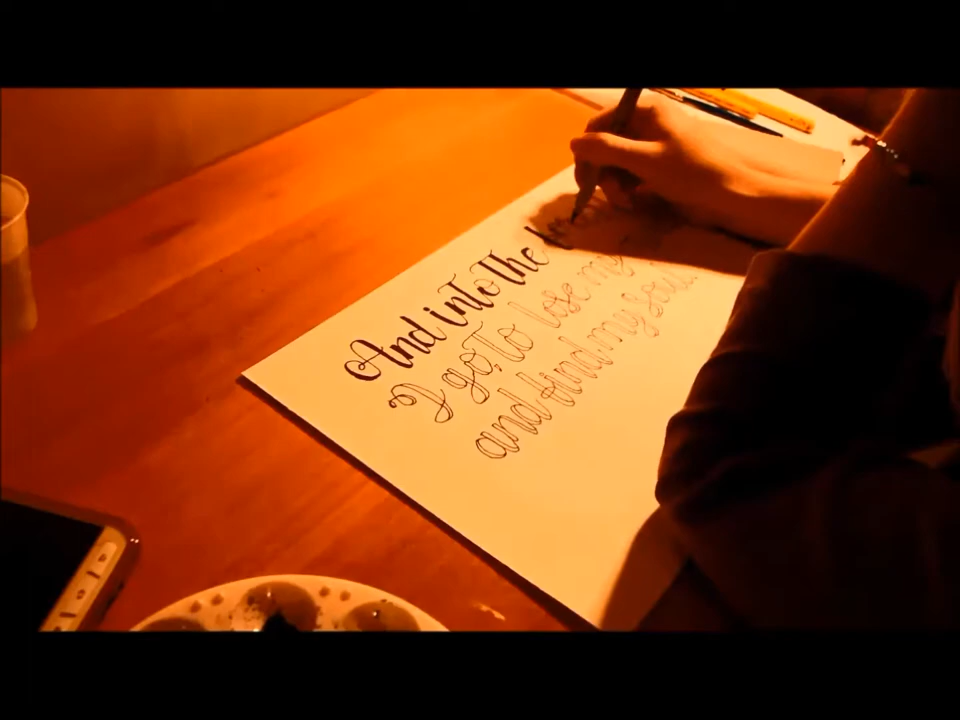 And into the
I go, to lose my
and find my soul.